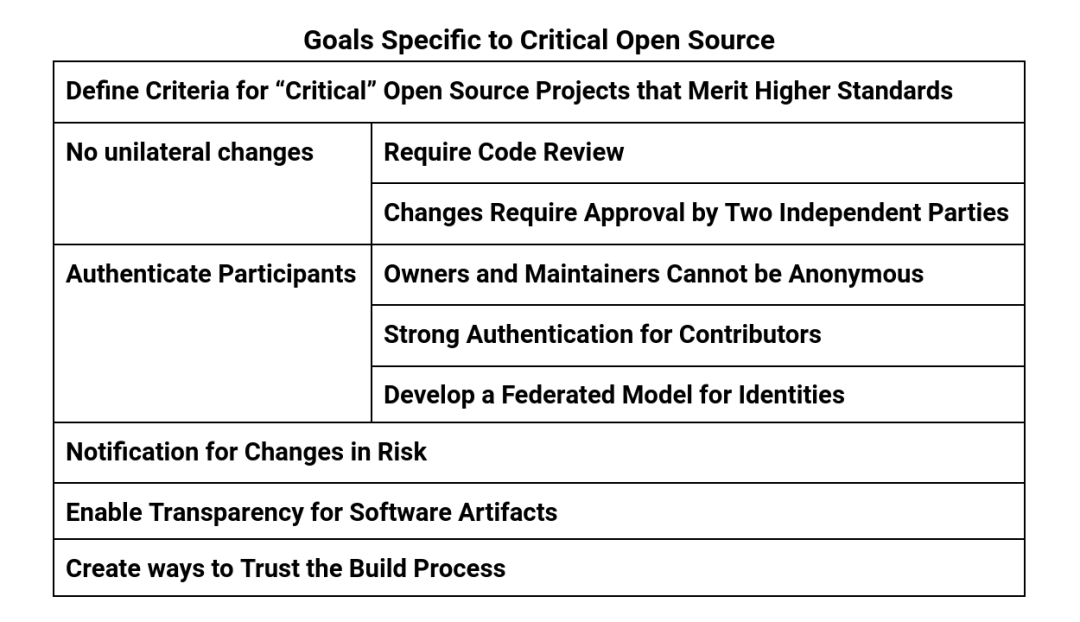 Goals Specific to Critical Open Source
Define Criteria for “Critical” Open Source Projects that Merit Higher Standards
No unilateral changes
Require Code Review
Changes Require Approval by Two Independent Parties
Authenticate Participants
Owners and Maintainers Cannot be Anonymous
Strong Authentication for Contributors
Develop a Federated Model for Identities
Notification for Changes in Risk
Enable Transparency for Software Artifacts
Create ways to Trust the Build Process